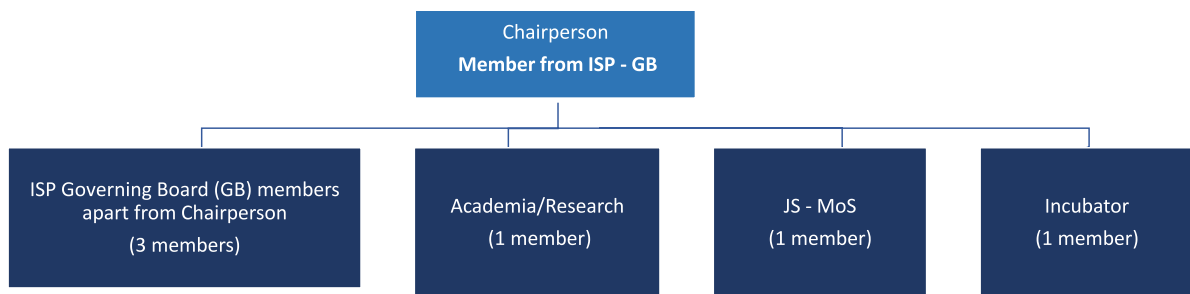 Chairperson
Member from ISP - GB
ISP Governing Board (GB) members
apart from Chairperson
(3 members)
Academia/Research
(1 member)
JS - MoS
(1 member)
Incubator
(1 member)